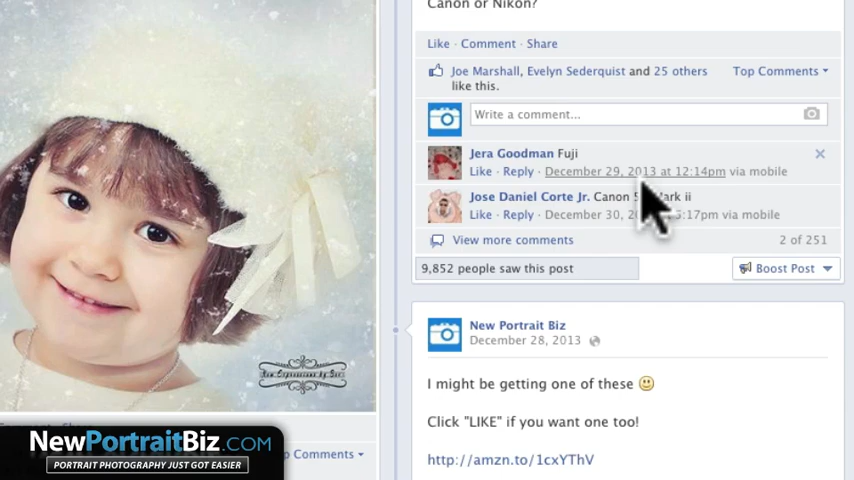 Canon or Nikon?
Like · Comment · Share
Joe Marshall, Evelyn Sederquist and 25 others
like this.
Top Comments
Write a comment...
Jera Goodman Fuji
Like · Reply · December 29, 2013 at 12:14pm via mobile
Jose Daniel Corte Jr. Canon ark ii
Like · Reply · December 30, 5:17pm via mobile
View more comments
2 of 251
9,852 people saw this post
Boost Post
New Portrait Biz
December 28, 2013
I might be getting one of these
Click "LIKE" if you want one too!
http://amzn.to/1cxYThV
p Comments
NewPortraitBiz.COM
PORTRAIT PHOTOGRAPHY JUST GOT EASIER